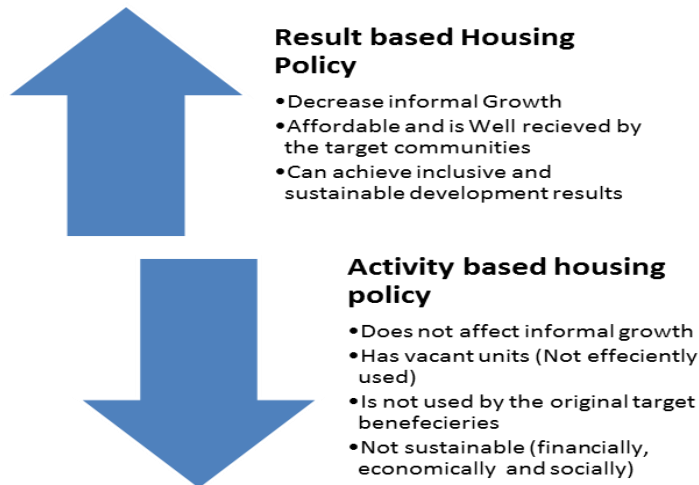 Result based Housing
Policy
•Decrease informal Growth
•Affordable and is Well recieved by
the target communities
•Can achieve inclusive and
sustainable development results
Activity based housing
policy
•Does not affect informal growth
•Has vacant units (Not effeciently
used)
•Is not used by the original target
benefecieries
•Not sustainable (financially,
economically and socially)